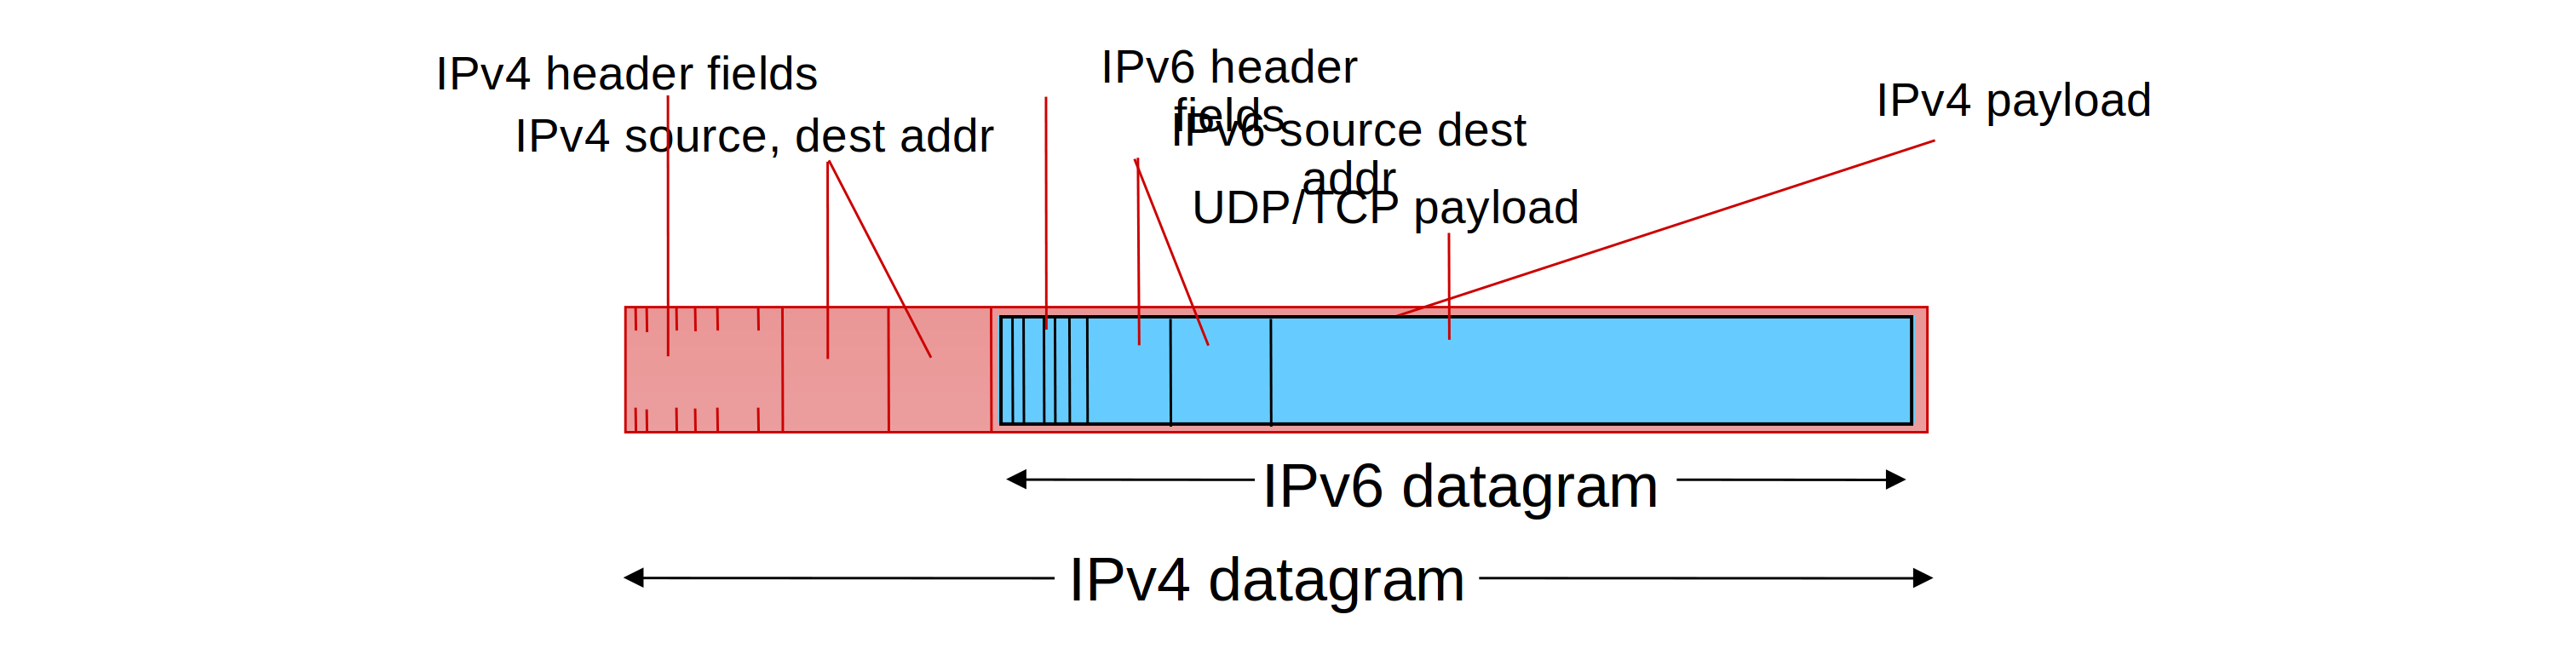 IPv4 header fields
IPv4 source, dest addr
IPv6 header
fields
IPv6 source dest
addr
UDP/TCP payload
IPv4 payload
IPv6 datagram
IPv4 datagram